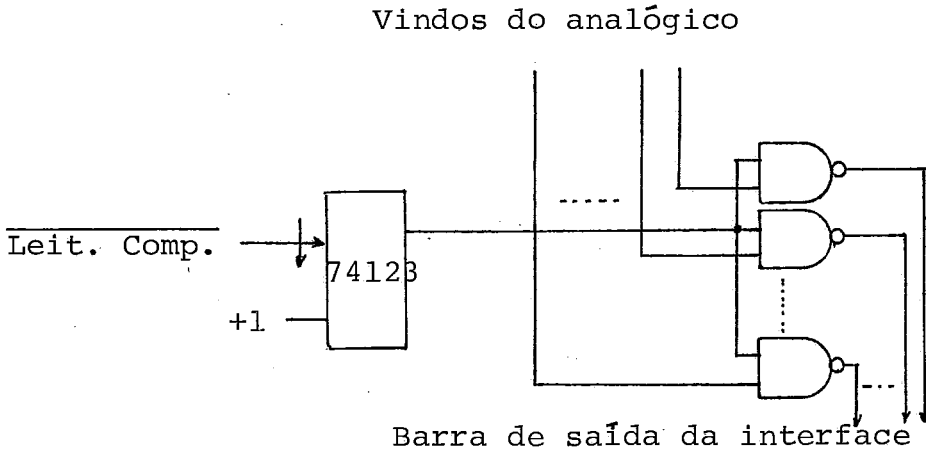 Vindos do analógico
Leit. Comp.
74123
+1
Barra de saída da interface